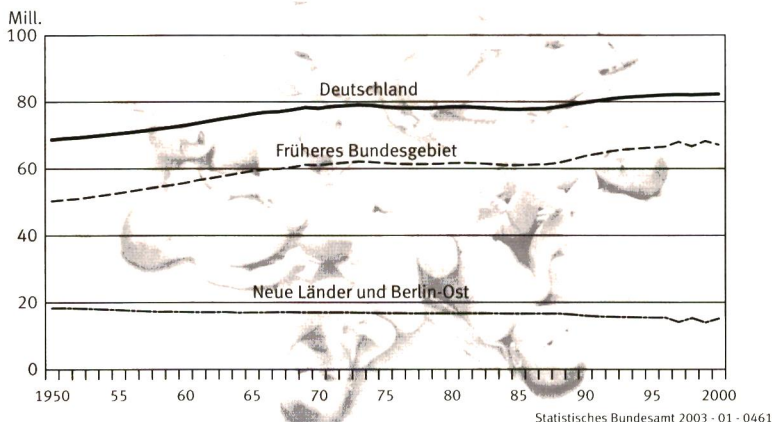 Mill.
100
Deutschland
80
Früheres Bundesgebiet
60
40
Neue Länder und Berlin-Ost
20
0
1950 55 60 65 70 75 80 85 90 95 2000
Statistisches Bundesamt 2003 - 01 - 0461